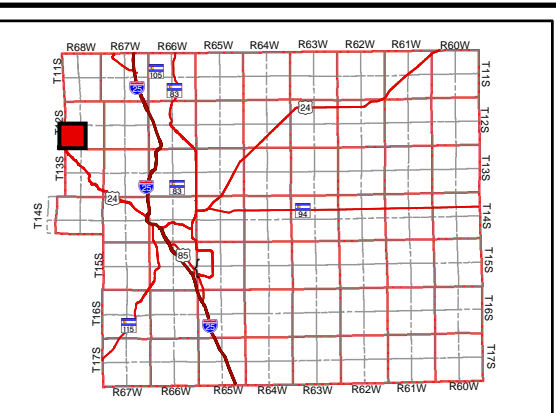 R68W R67W R66W R65W R64W R63W R62W R61W R60W
T11S 105 T11S
25 83
24
T12S
T13S 25 83 T13S
24 94
T14S T14S
85
T15S T15S
T16S T16S
115 25
T17S T17S
R67W R66W R65W R64W R63W R62W R61W R60W